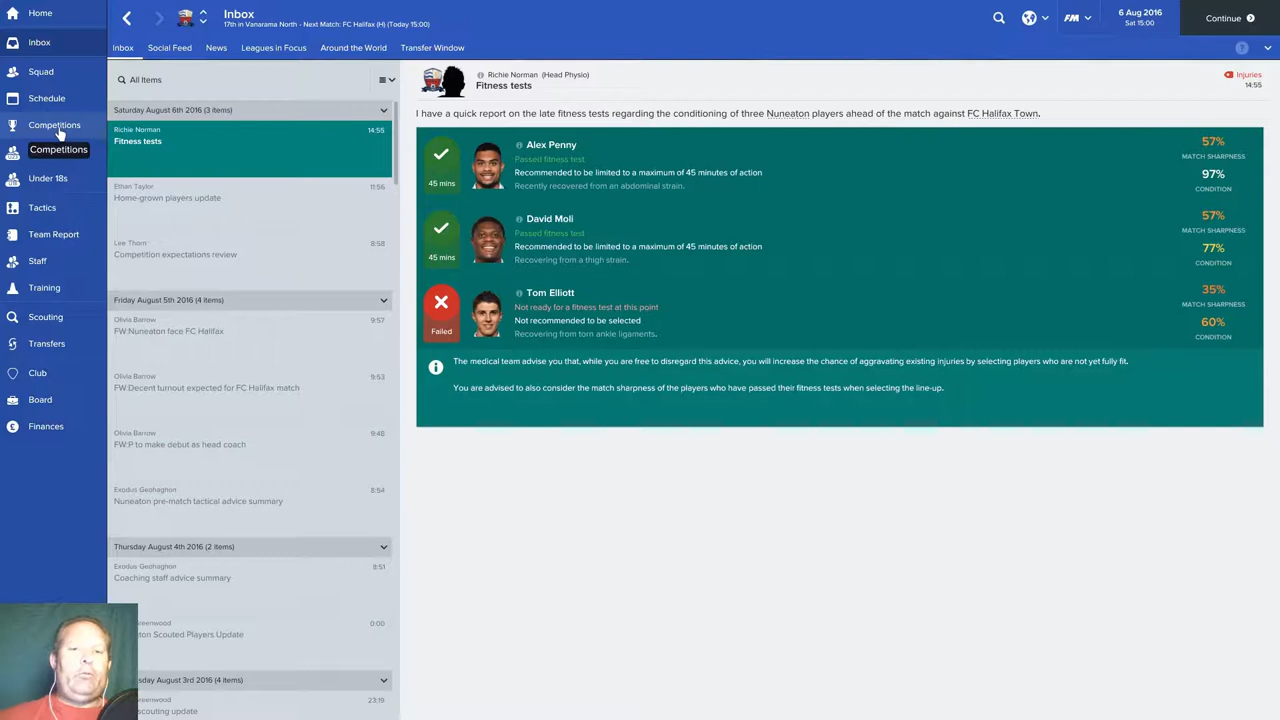 Home
Inbox
Squad
Schedule
Competitions
Competitions
Under 18s
Tactics
Team Report
Staff
Training
Scouting
Transfers
Club
Board
Finances
Inbox
17th in Vanarama North - Next Match: FC Halifax (H) (Today 15:00)
FM
6 Aug 2016
Sat 15:00
Continue
Inbox
Social Feed
News
Leagues in Focus
Around the World
Transfer Window
All Items
Saturday August 6th 2016 (3 items)
Richie Norman 14:55
Fitness tests
Ethan Taylor 11:56
Home-grown players update
Lee Thorn 8:58
Competition expectations review
Friday August 5th 2016 (4 items)
Olivia Barrow 9:57
FW:Nuneaton face FC Halifax
Olivia Barrow 9:53
FW:Decent turnout expected for FC Halifax match
Olivia Barrow 9:48
FW:P to make debut as head coach
Exodus Geohaghon 8:54
Nuneaton pre-match tactical advice summary
Thursday August 4th 2016 (2 items)
Exodus Geohaghon 8:51
Coaching staff advice summary
reenwood 0:00
ton Scouted Players Update
sday August 3rd 2016 (4 items)
reenwood 23:19
scouting update
Richie Norman (Head Physio)
Fitness tests
Injuries
14:55
I have a quick report on the late fitness tests regarding the conditioning of three Nuneaton players ahead of the match against FC Halifax Town.
45 mins
Alex Penny
Passed fitness test
Recommended to be limited to a maximum of 45 minutes of action
Recently recovered from an abdominal strain.
57%
MATCH SHARPNESS
97%
CONDITION
45 mins
David Moli
Passed fitness test
Recommended to be limited to a maximum of 45 minutes of action
Recovering from a thigh strain.
57%
MATCH SHARPNESS
77%
CONDITION
Failed
Tom Elliott
Not ready for a fitness test at this point
Not recommended to be selected
Recovering from torn ankle ligaments.
35%
MATCH SHARPNESS
60%
CONDITION
The medical team advise you that, while you are free to disregard this advice, you will increase the chance of aggravating existing injuries by selecting players who are not yet fully fit.
You are advised to also consider the match sharpness of the players who have passed their fitness tests when selecting the line-up.